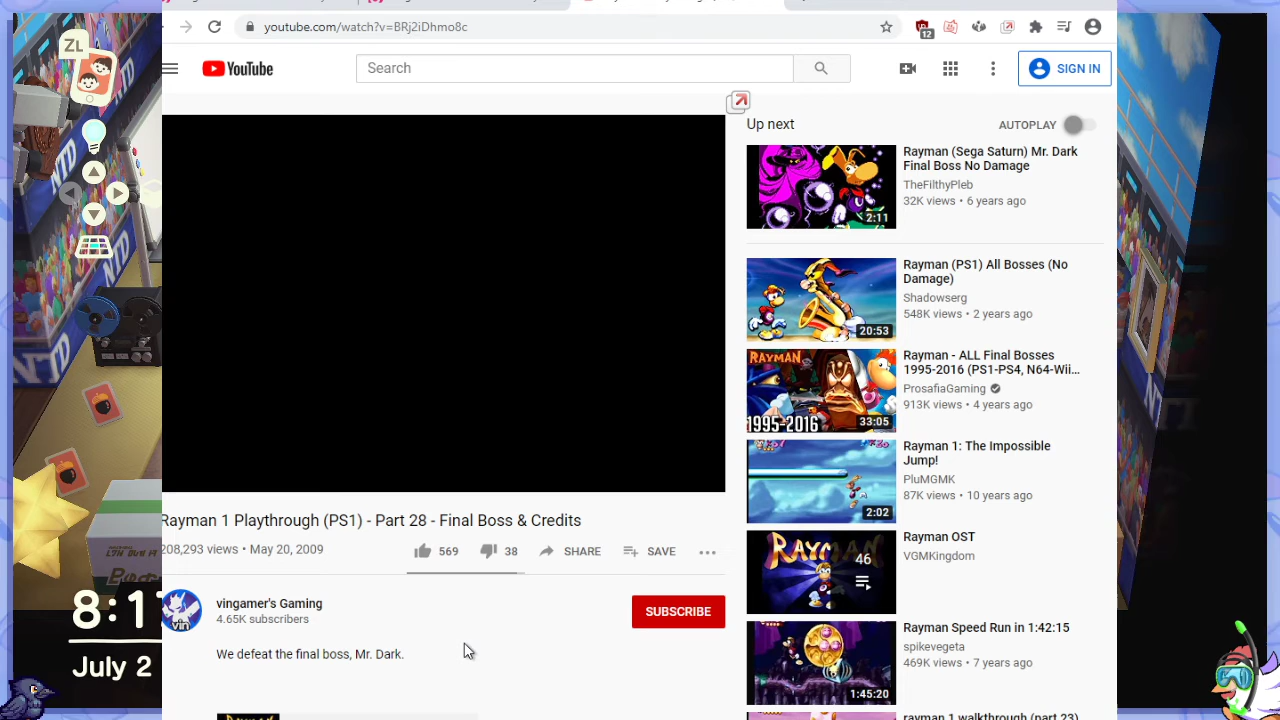 youtube.com/watch?v=BRj2iDhmo8c
12
ZL
YouTube
Search
SIGN IN
Up next
AUTOPLAY
Rayman (Sega Saturn) Mr. Dark
Final Boss No Damage
TheFilthyPleb
32K views • 6 years ago
2:11
Rayman (PS1) All Bosses (No
Damage)
Shadowserg
548K views • 2 years ago
20:53
RAYMAN
1995-2016
33:05
Rayman - ALL Final Bosses
1995-2016 (PS1-PS4, N64-Wii...
ProsafiaGaming
913K views • 4 years ago
Rayman 1: The Impossible
Jump!
PluMGMK
87K views • 10 years ago
2:02
Rayman 1 Playthrough (PS1) - Part 28 - Final Boss & Credits
208,293 views • May 20, 2009
569
38
SHARE
SAVE
RAYMAN
46
Rayman OST
VGMKingdom
vingamer's Gaming
4.65K subscribers
SUBSCRIBE
We defeat the final boss, Mr. Dark.
Rayman Speed Run in 1:42:15
spikevegeta
469K views • 7 years ago
1:45:20
rayman 1 walkthrough (part 23)
NTD
NTD
NTD
8:1
July 2